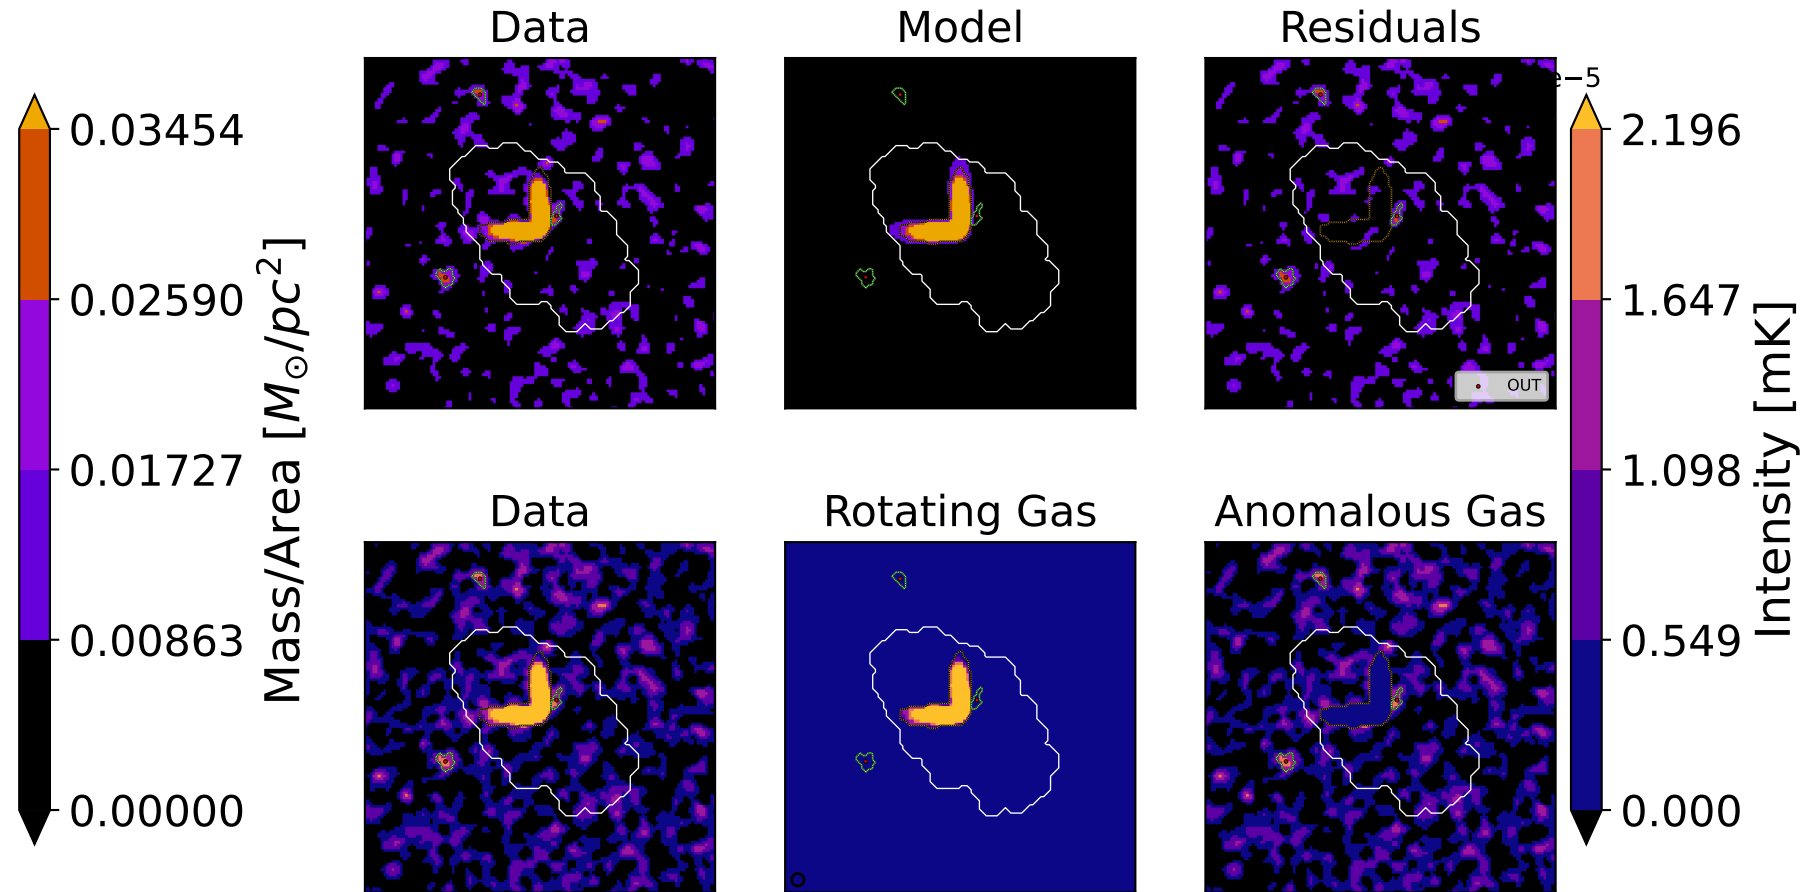 Data
Model
Residuals
e−5
0.03454
0.02590
0.01727
0.00863
0.00000
Mass/Area [M⊙/pc²]
OUT
2.196
1.647
1.098
0.549
0.000
Intensity [mK]
Data
Rotating Gas
Anomalous Gas